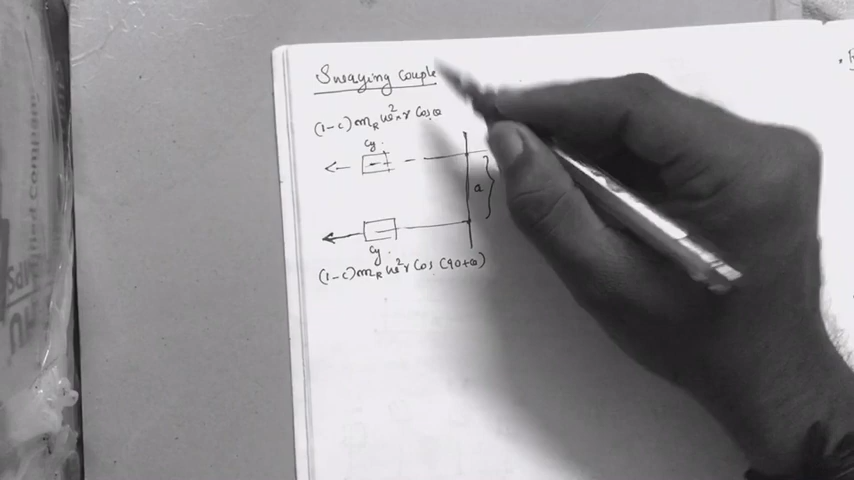 Swaying Couple
(1-c) m_R ω² × r Cos θ
Cy.
a
Cy.
(1-c) m_R ω² r Cos (90+θ)